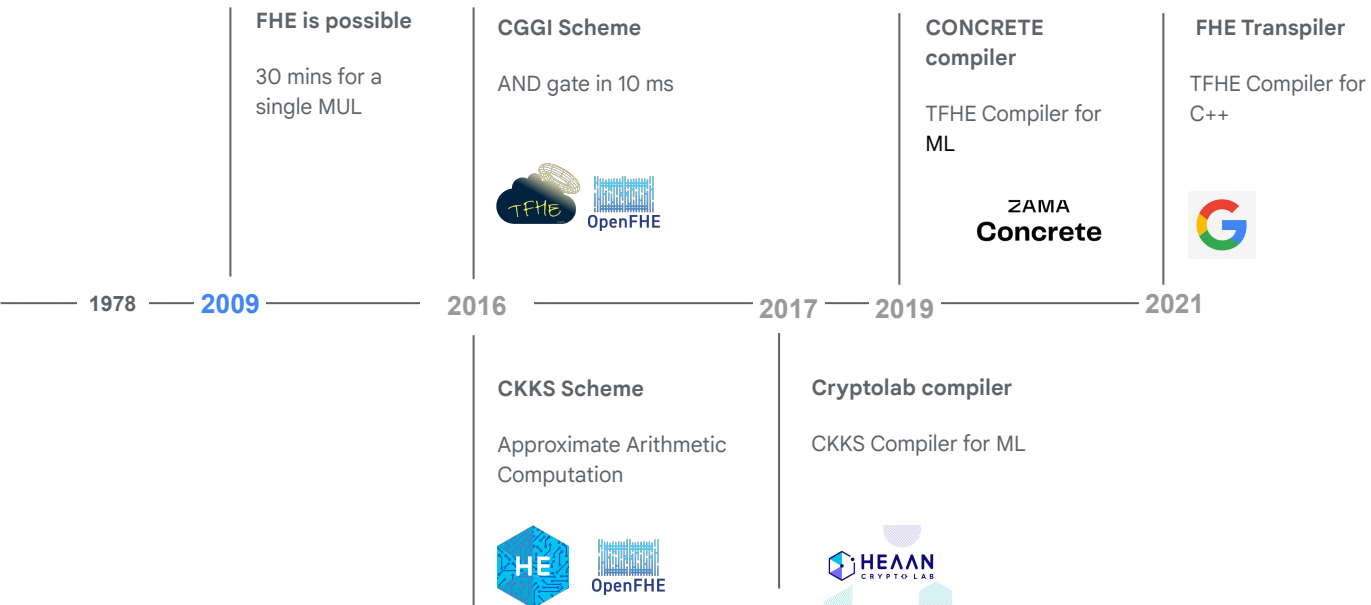 FHE is possible
30 mins for a
single MUL
CGGI Scheme
AND gate in 10 ms
TFHE
OpenFHE
CONCRETE
compiler
TFHE Compiler for
ML
ZAMA
Concrete
FHE Transpiler
TFHE Compiler for
C++
G
1978
2009
2016
2017
2019
2021
CKKS Scheme
Approximate Arithmetic
Computation
HE
OpenFHE
Cryptolab compiler
CKKS Compiler for ML
HEAAN
CRYPTO LAB